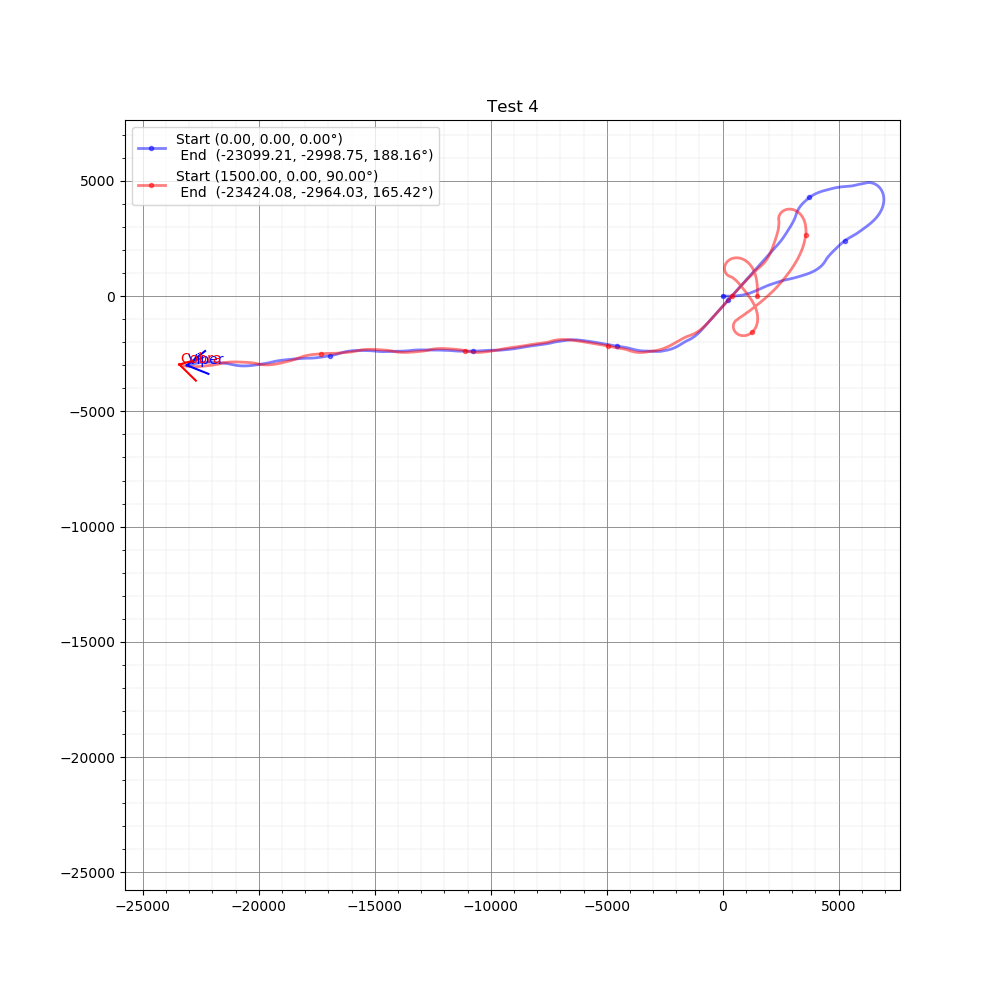 Test 4
Start (0.00, 0.00, 0.00°)
End (-23099.21, -2998.75, 188.16°)
Start (1500.00, 0.00, 90.00°)
End (-23424.08, -2964.03, 165.42°)
5000
0
−5000
−10000
−15000
−20000
−25000
−25000 −20000 −15000 −10000 −5000 0 5000